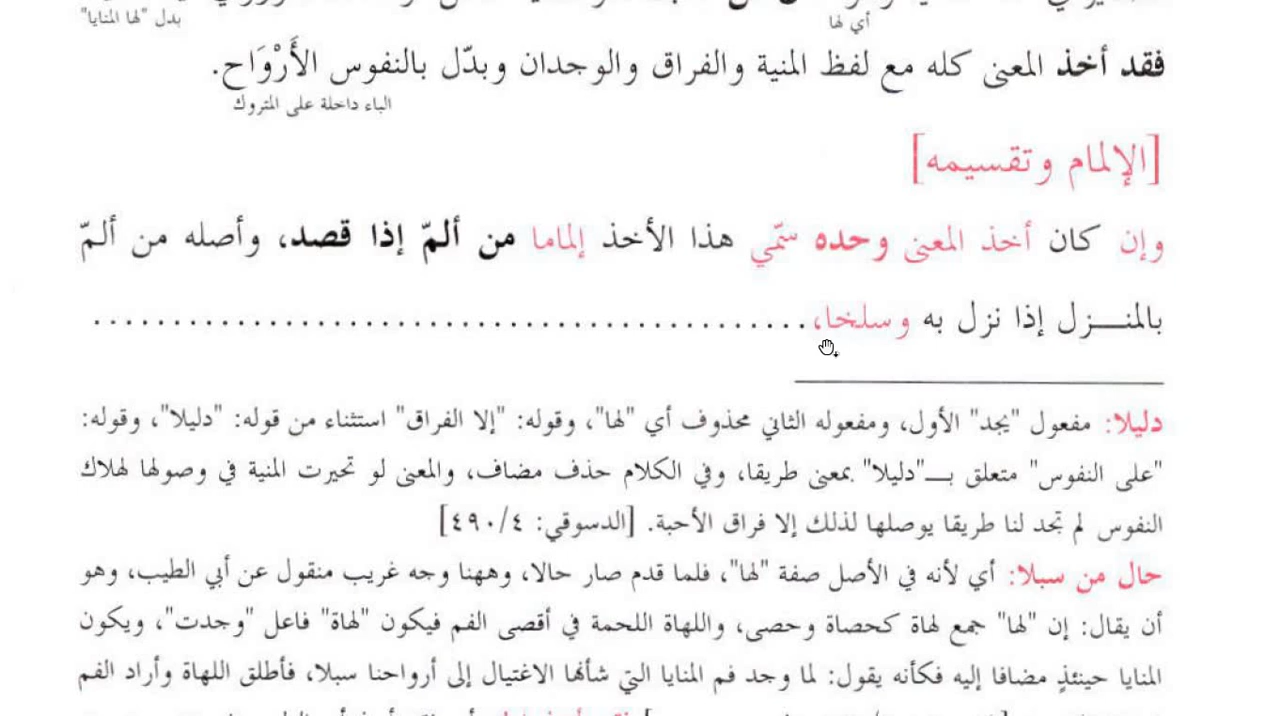 بدل "لها المنايا"
أي لها
فقد أخذ المعنى كله مع لفظ المنية والفراق والوجدان وبدّل بالنفوس الأَرْوَاح.
الباء داخلة على المتروك
[الإلمام وتقسيمه]
وإن كان أخذ المعنى وحده سمّي هذا الأخذ إلماما من ألمّ إذا قصد، وأصله من ألمّ
بالمنـــزل إذا نزل به وسلخا، ............................................
دليلا: مفعول "يجد" الأول، ومفعوله الثاني محذوف أي "لها"، وقوله: "إلا الفراق" استثناء من قوله: "دليلا"، وقوله:
"على النفوس" متعلق بـــ"دليلا" بمعنى طريقا، وفي الكلام حذف مضاف، والمعنى لو تحيرت المنية في وصولها لهلاك
النفوس لم تجد لنا طريقا يوصلها لذلك إلا فراق الأحبة. [الدسوقي: ٤/٤٩٠]
حال من سبلا: أي لأنه في الأصل صفة "لها"، فلما قدم صار حالا، وههنا وجه غريب منقول عن أبي الطيب، وهو
أن يقال: إن "لها" جمع لهاة كحصاة وحصى، واللهاة اللحمة في أقصى الفم فيكون "لهاة" فاعل "وجدت"، ويكون
المنايا حينئذٍ مضافا إليه فكأنه يقول: لما وجد فم المنايا التي شأنها الاغتيال إلى أرواحنا سبلا، فأطلق اللهاة وأراد الفم